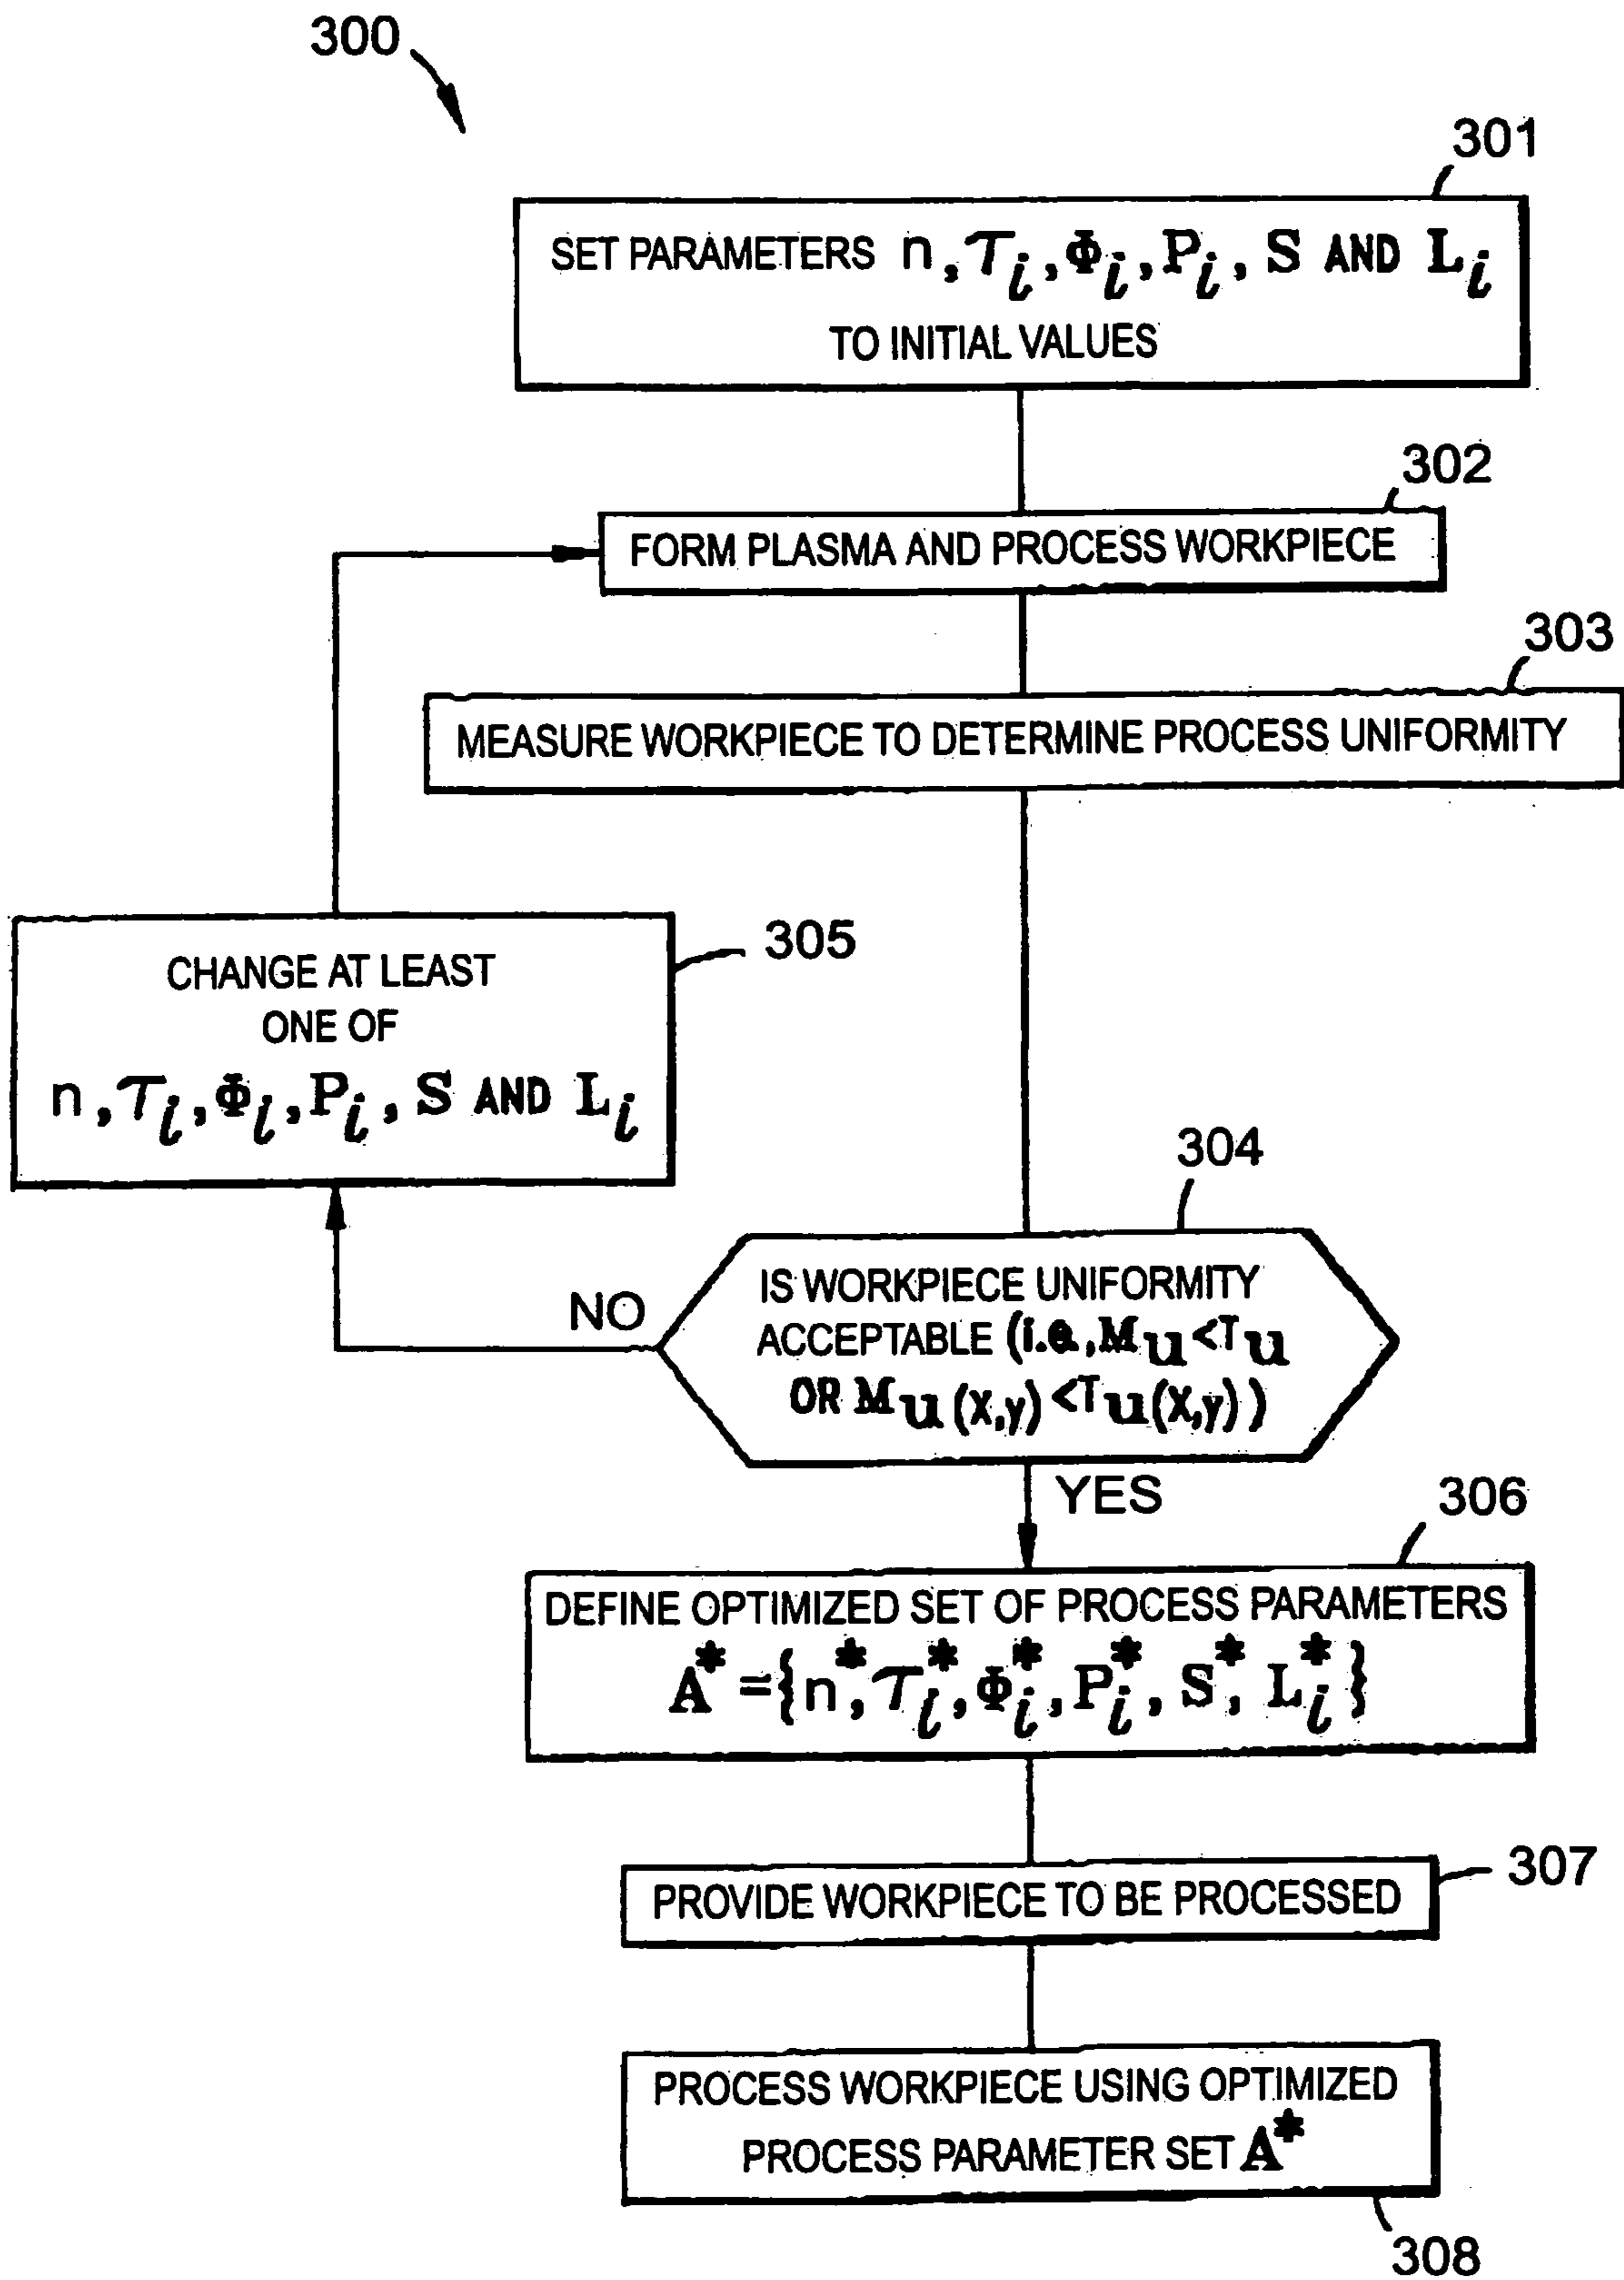 300
301
SET PARAMETERS n, τi, Φi, Pi, S AND Li
TO INITIAL VALUES
302
FORM PLASMA AND PROCESS WORKPIECE
303
MEASURE WORKPIECE TO DETERMINE PROCESS UNIFORMITY
305
CHANGE AT LEAST
ONE OF
n, τi, Φi, Pi, S AND Li
304
IS WORKPIECE UNIFORMITY
ACCEPTABLE (i.e., Mu<Tu
OR Mu(X,y)<Tu(X,y))
NO
YES
306
DEFINE OPTIMIZED SET OF PROCESS PARAMETERS
A* ={n*, τi*, Φi*, Pi*, S*, Li*}
307
PROVIDE WORKPIECE TO BE PROCESSED
PROCESS WORKPIECE USING OPTIMIZED
PROCESS PARAMETER SET A*
308